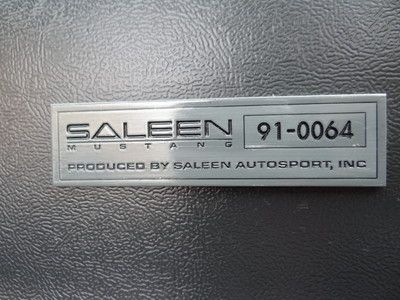 SALEEN 91-0064
MUSTANG
PRODUCED BY SALEEN AUTOSPORT, INC